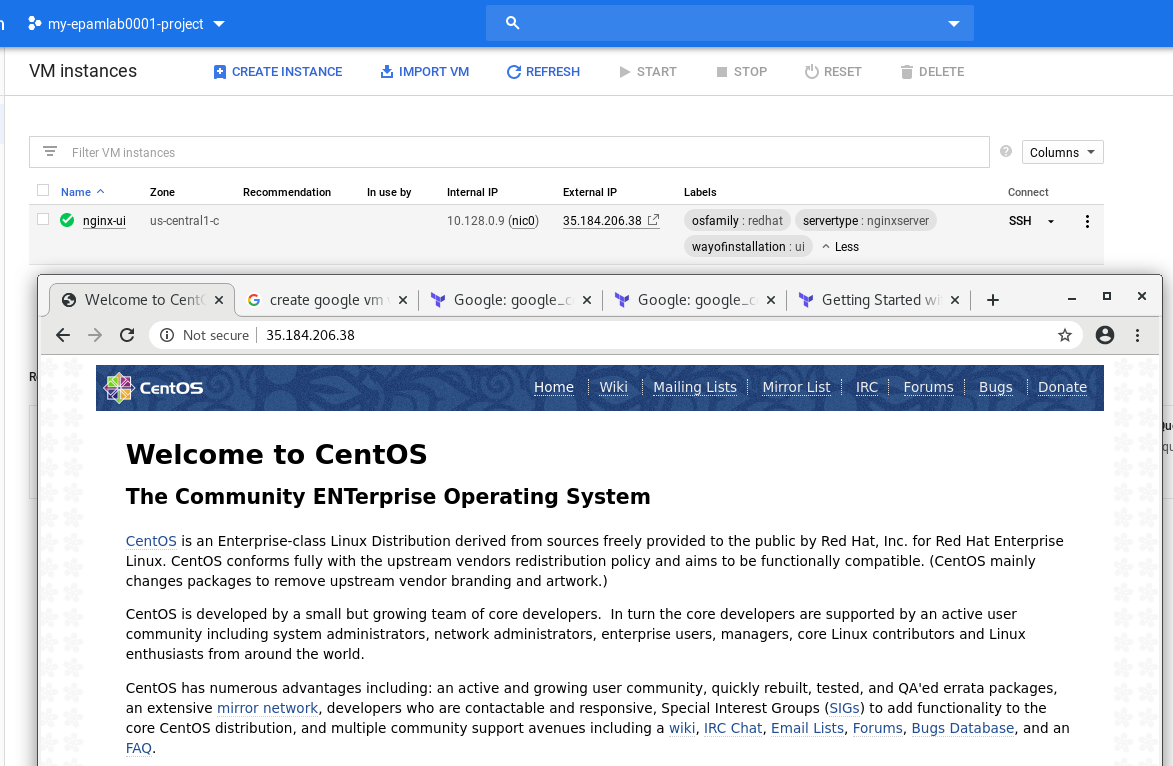 my-epamlab0001-project
VM instances CREATE INSTANCE IMPORT VM REFRESH START STOP RESET DELETE
Filter VM instances Columns
Name Zone Recommendation In use by Internal IP External IP Labels Connect
nginx-ui us-central1-c 10.128.0.9 (nic0) 35.184.206.38 osfamily : redhat servertype : nginxserver SSH
wayofinstallation : ui Less
Welcome to Cent create google vm Google: google_c Google: google_c Getting Started wi
Not secure 35.184.206.38
CentOS Home Wiki Mailing Lists Mirror List IRC Forums Bugs Donate
Welcome to CentOS
The Community ENTerprise Operating System
CentOS is an Enterprise-class Linux Distribution derived from sources freely provided to the public by Red Hat, Inc. for Red Hat Enterprise
Linux. CentOS conforms fully with the upstream vendors redistribution policy and aims to be functionally compatible. (CentOS mainly
changes packages to remove upstream vendor branding and artwork.)
CentOS is developed by a small but growing team of core developers.  In turn the core developers are supported by an active user
community including system administrators, network administrators, enterprise users, managers, core Linux contributors and Linux
enthusiasts from around the world.
CentOS has numerous advantages including: an active and growing user community, quickly rebuilt, tested, and QA'ed errata packages,
an extensive mirror network, developers who are contactable and responsive, Special Interest Groups (SIGs) to add functionality to the
core CentOS distribution, and multiple community support avenues including a wiki, IRC Chat, Email Lists, Forums, Bugs Database, and an
FAQ.